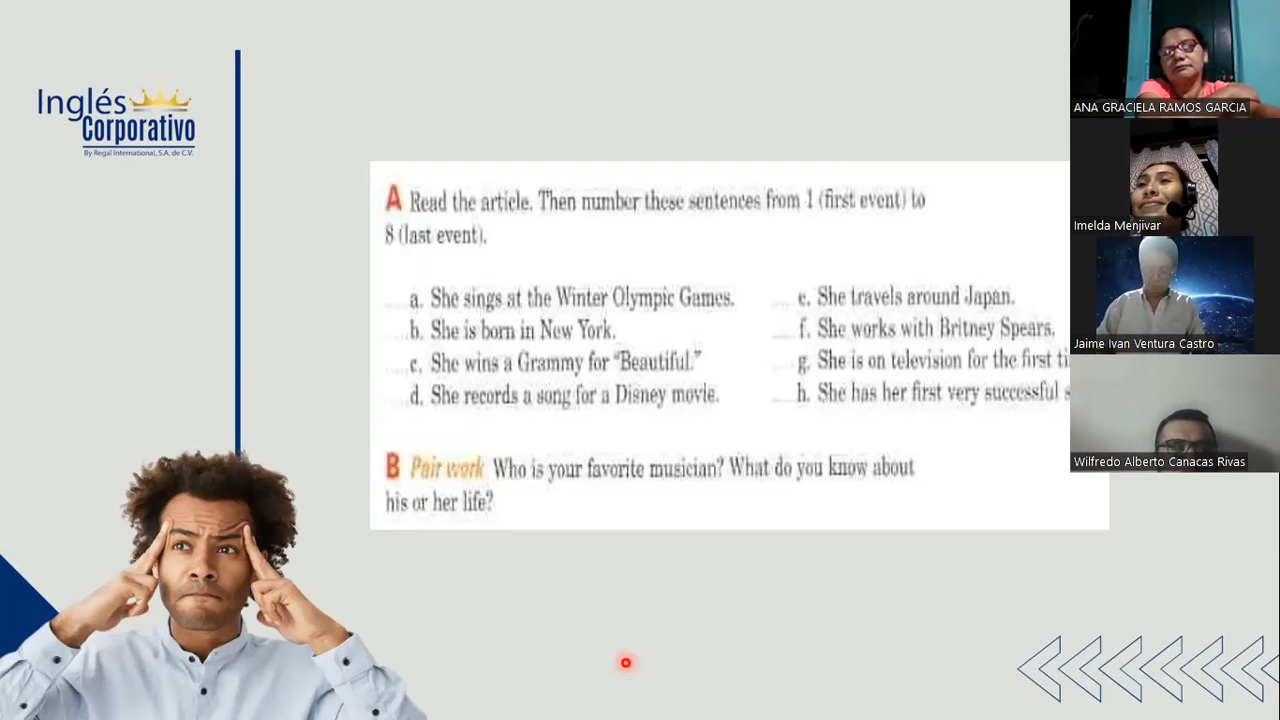 Inglés
Corporativo
By Regal International, S.A. de C.V.
A Read the article. Then number these sentences from 1 (first event) to
8 (last event).
a. She sings at the Winter Olympic Games.
b. She is born in New York.
c. She wins a Grammy for "Beautiful."
d. She records a song for a Disney movie.
e. She travels around Japan.
f. She works with Britney Spears.
g. She is on television for the first
h. She has her first very successful
B Pair work Who is your favorite musician? What do you know about
his or her life?
ANA GRACIELA RAMOS GARCIA
Imelda Menjivar
Jaime Ivan Ventura Castro
Wilfredo Alberto Canacas Rivas